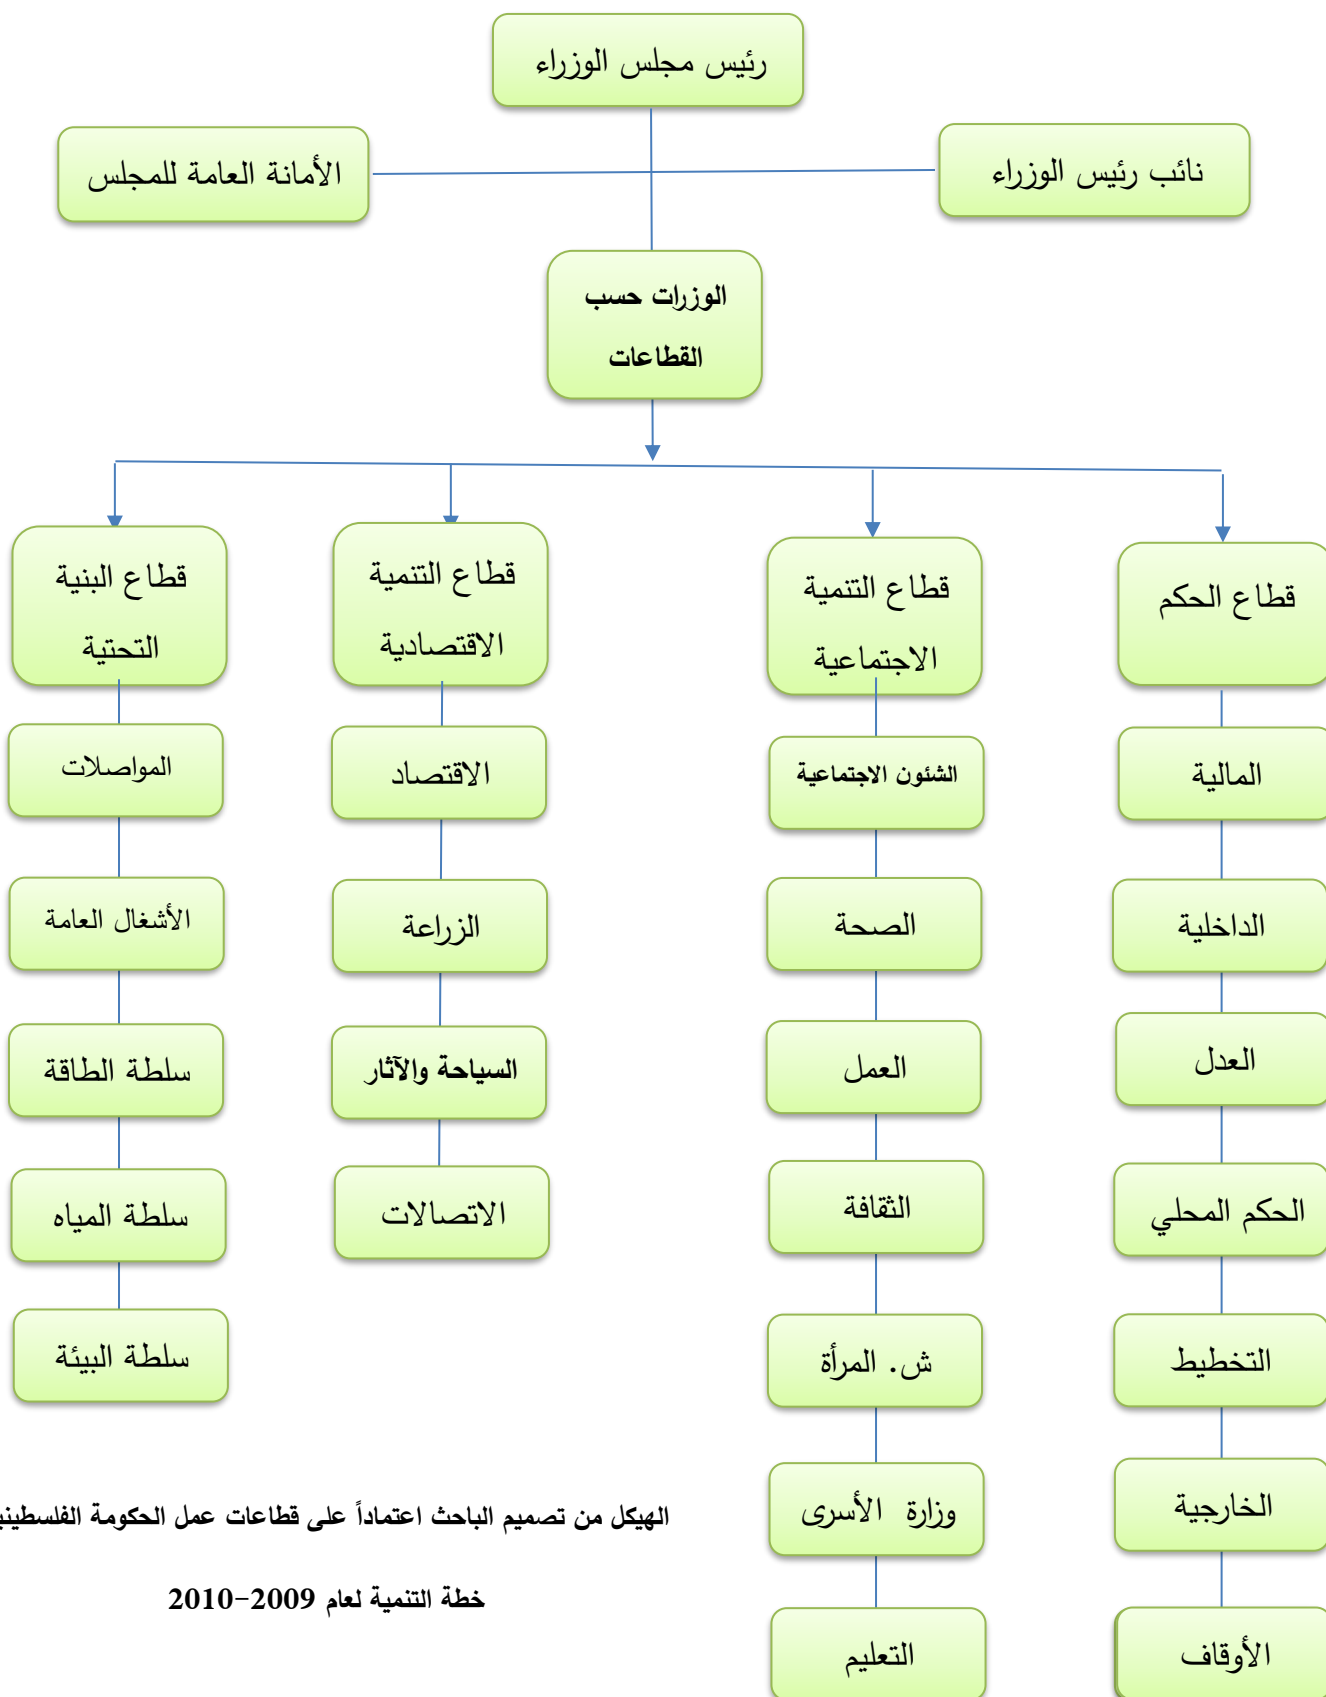 رئيس مجلس الوزراء
نائب رئيس الوزراء
الأمانة العامة للمجلس
الوزرات حسب
القطاعات
قطاع الحكم
المالية
الداخلية
العدل
الحكم المحلي
التخطيط
الخارجية
الأوقاف
قطاع التنمية
الاجتماعية
الشئون الاجتماعية
الصحة
العمل
الثقافة
ش. المرأة
وزارة الأسرى
التعليم
قطاع التنمية
الاقتصادية
الاقتصاد
الزراعة
السياحة والآثار
الاتصالات
قطاع البنية
التحتية
المواصلات
الأشغال العامة
سلطة الطاقة
سلطة المياه
سلطة البيئة
الهيكل من تصميم الباحث اعتماداً على قطاعات عمل الحكومة
خطة التنمية لعام 2009-2010